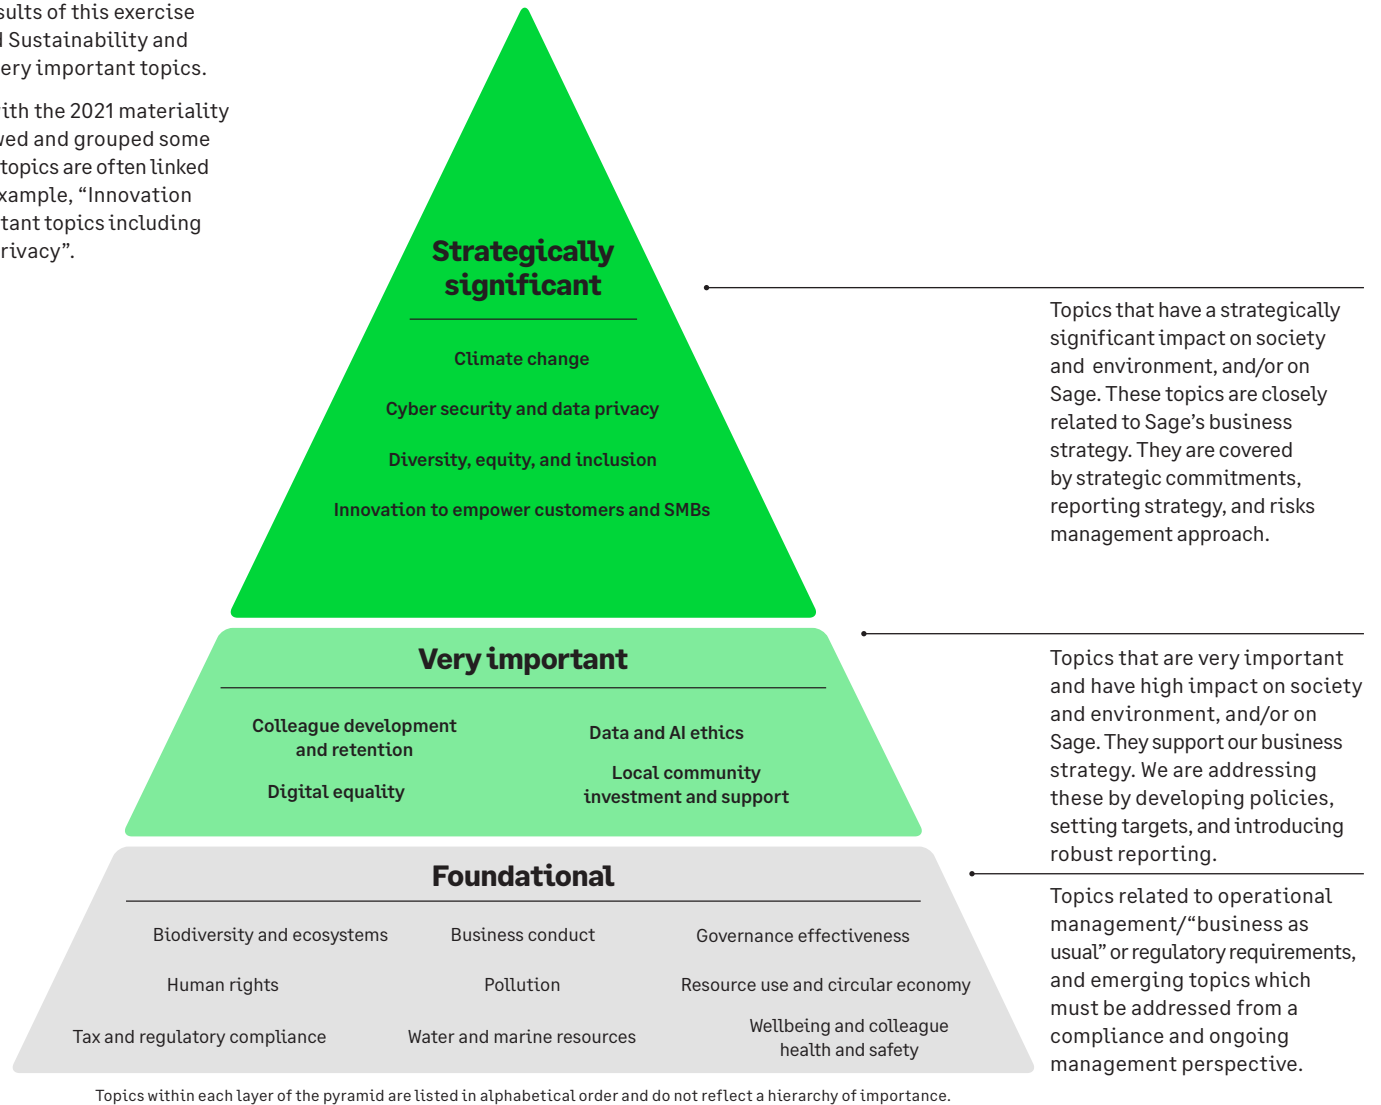 sults of this exercise
Sustainability and
ery important topics.
ith the 2021 materiality
ved and grouped some
topics are often linked
xample, “Innovation
tant topics including
rivacy”.
Strategically
significant
Climate change
Cyber security and data privacy
Diversity, equity, and inclusion
Innovation to empower customers and SMBs
Topics that have a strategically
significant impact on society
and environment, and/or on
Sage. These topics are closely
related to Sage’s business
strategy. They are covered
by strategic commitments,
reporting strategy, and risks
management approach.
Very important
Colleague development
and retention
Digital equality
Data and AI ethics
Local community
investment and support
Topics that are very important
and have high impact on society
and environment, and/or on
Sage. They support our business
strategy. We are addressing
these by developing policies,
setting targets, and introducing
robust reporting.
Foundational
Biodiversity and ecosystems
Business conduct
Governance effectiveness
Human rights
Pollution
Resource use and circular economy
Tax and regulatory compliance
Water and marine resources
Wellbeing and colleague
health and safety
Topics related to operational
management/“business as
usual” or regulatory requirements,
and emerging topics which
must be addressed from a
compliance and ongoing
management perspective.
Topics within each layer of the pyramid are listed in alphabetical order and do not reflect a hierarchy of importance.